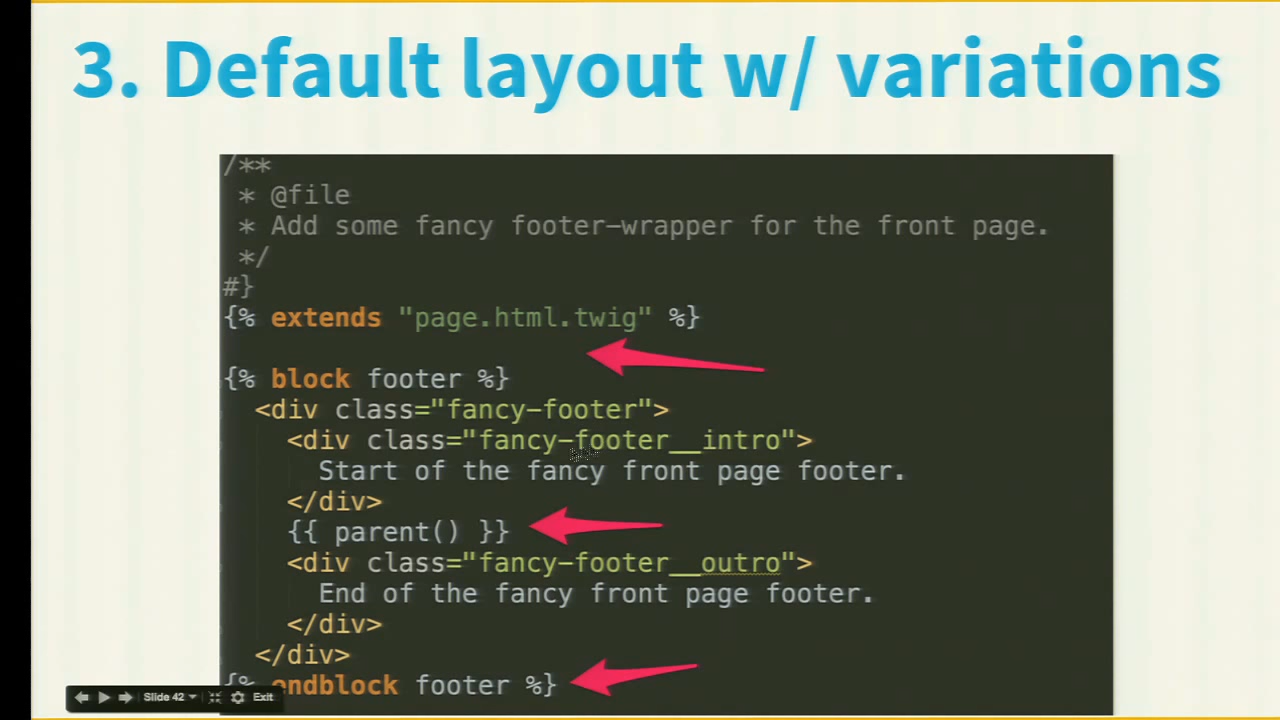 3. Default layout w/ variations
/**
 * @file
 * Add some fancy footer-wrapper for the front page.
 */
#}
{% extends "page.html.twig" %}
{% block footer %}
<div class="fancy-footer">
<div class="fancy-footer__intro">
Start of the fancy front page footer.
</div>
{{ parent() }}
<div class="fancy-footer__outro">
End of the fancy front page footer.
</div>
</div>
{% endblock footer %}
Slide 42 Exit